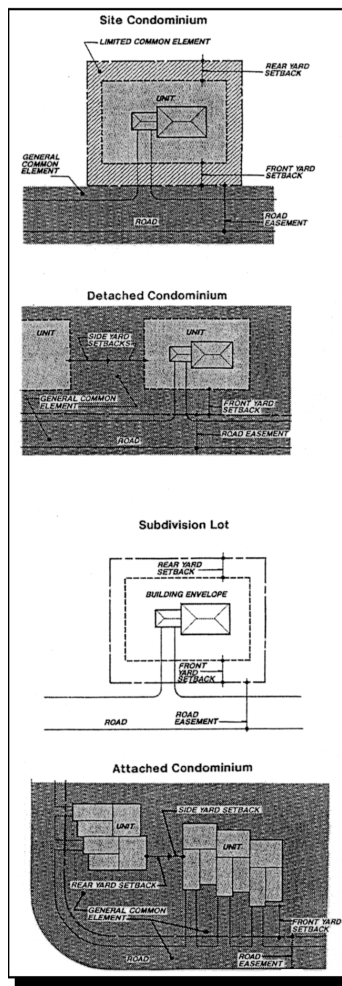 Site Condominium
LIMITED COMMON ELEMENT
REAR YARD
SETBACK
UNIT
GENERAL
COMMON
ELEMENT
FRONT YARD
SETBACK
ROAD
ROAD
EASEMENT
Detached Condominium
UNIT
SIDE YARD
SETBACKS
UNIT
GENERAL COMMON
ELEMENT
FRONT YARD
SETBACK
ROAD
ROAD EASEMENT
Subdivision Lot
REAR YARD
SETBACK
BUILDING ENVELOPE
FRONT
YARD
SETBACK
ROAD
ROAD
EASEMENT
Attached Condominium
SIDE YARD SETBACK
UNIT
UNIT
REAR YARD SETBACK
GENERAL COMMON
ELEMENT
FRONT YARD
SETBACK
ROAD
ROAD
EASEMENT